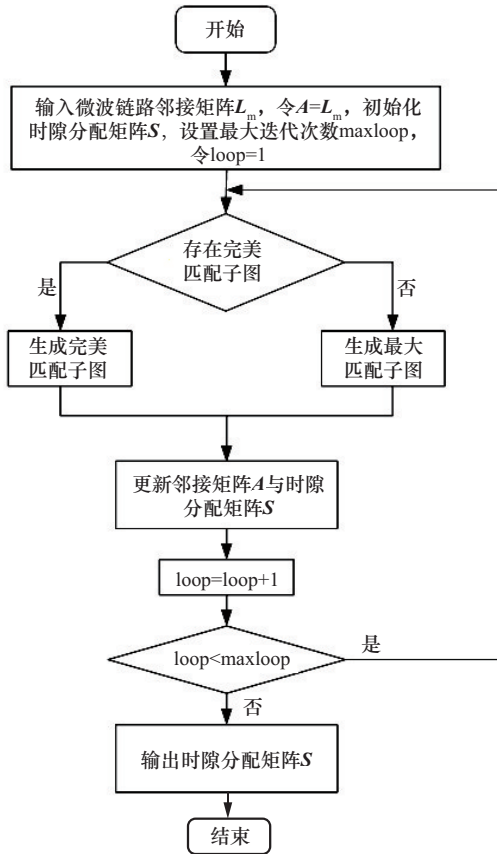 开始
输入微波链路邻接矩阵Lm，令A=Lm，初始化
时隙分配矩阵S，设置最大迭代次数maxloop，
令loop=1
存在完美
匹配子图
是
否
生成完美
匹配子图
生成最大
匹配子图
更新邻接矩阵A与时隙
分配矩阵S
loop=loop+1
loop<maxloop
是
否
输出时隙分配矩阵S
结束